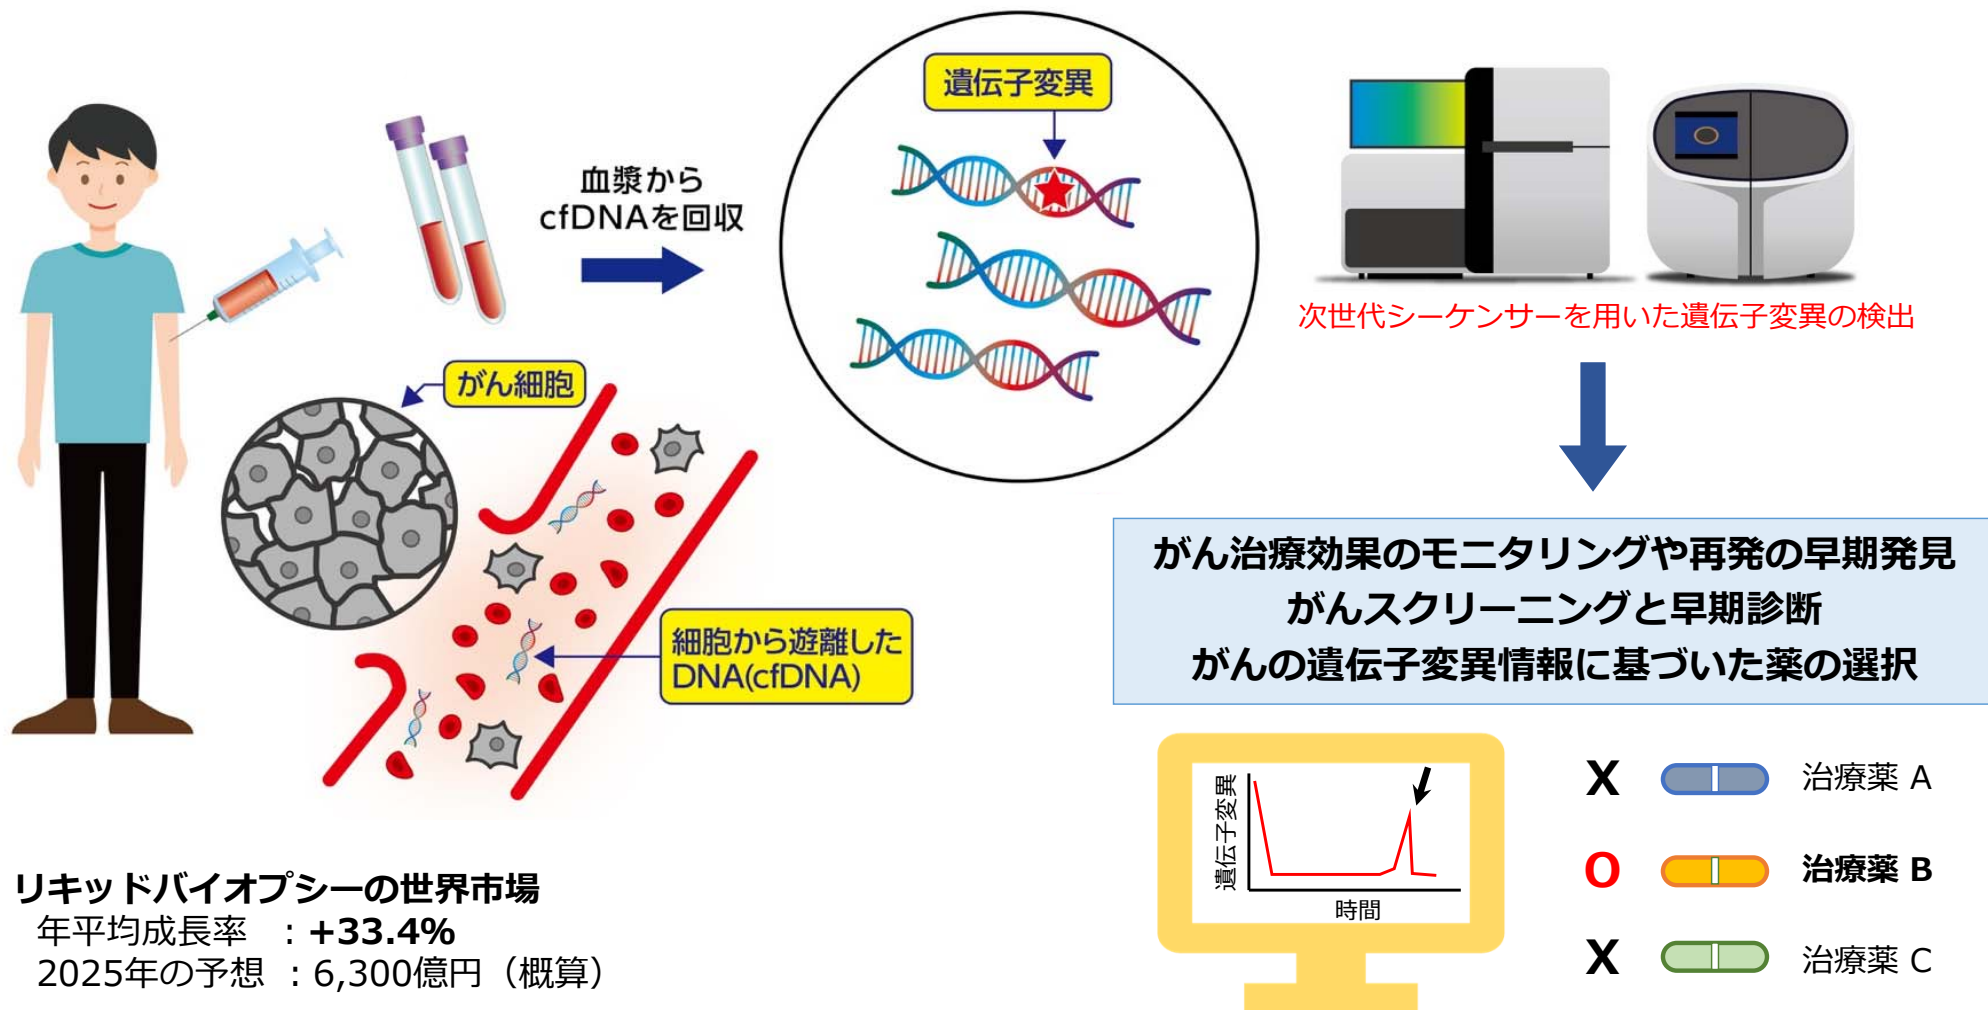 遺伝子変異
血漿から
cfDNAを回収
次世代シーケンサーを用いた遺伝子変異の検出
がん細胞
細胞から遊離した
DNA(cfDNA)
がん治療効果のモニタリングや再発の早期発見
がんスクリーニングと早期診断
がんの遺伝子変異情報に基づいた薬の選択
遺伝子変異
時間
X 治療薬 A
O 治療薬 B
X 治療薬 C
リキッドバイオプシーの世界市場
年平均成長率 :+33.4%
2025年の予想 :6,300億円(概算)